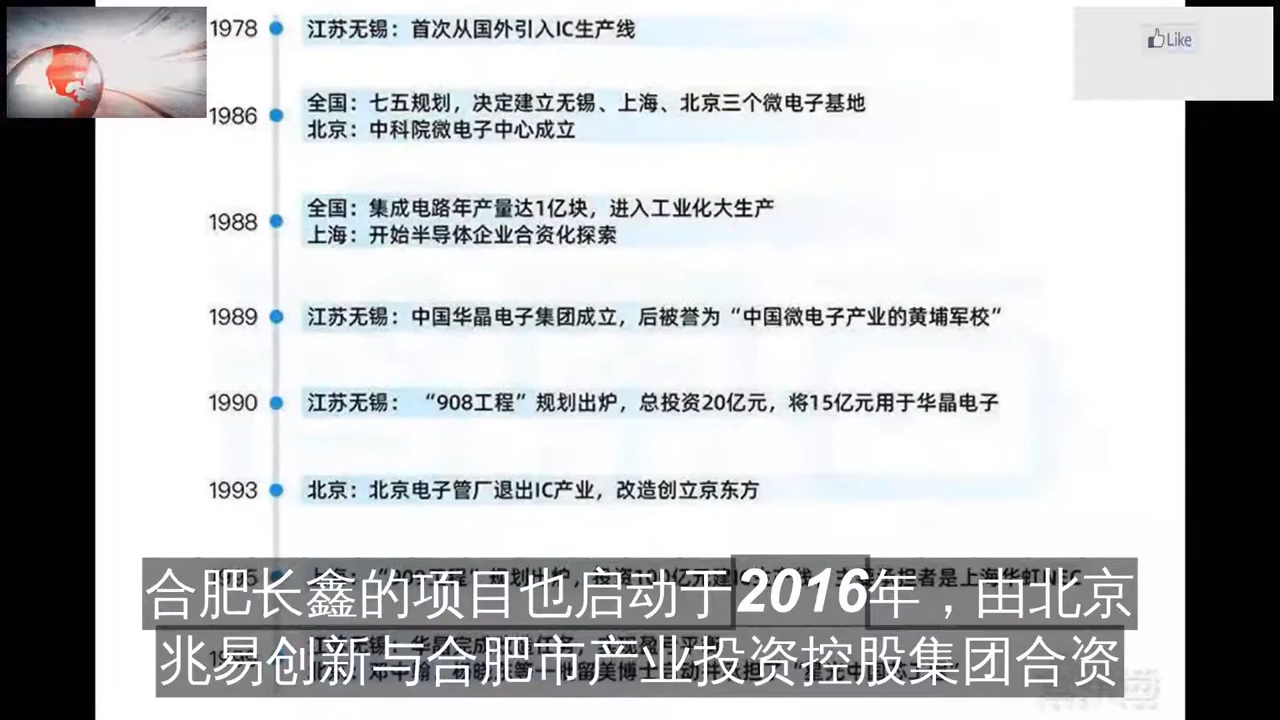 1978 江苏无锡：首次从国外引入IC生产线
Like
1986 全国：七五规划，决定建立无锡、上海、北京三个微电子基地
北京：中科院微电子中心成立
1988 全国：集成电路年产量达1亿块，进入工业化大生产
上海：开始半导体企业合资化探索
1989 江苏无锡：中国华晶电子集团成立，后被誉为“中国微电子产业的黄埔军校”
1990 江苏无锡：“908工程”规划出炉，总投资20亿元，将15亿元用于华晶电子
1993 北京：北京电子管厂退出IC产业，改造创立京东方
合肥长鑫的项目也启动于2016年，由北京
兆易创新与合肥市产业投资控股集团合资